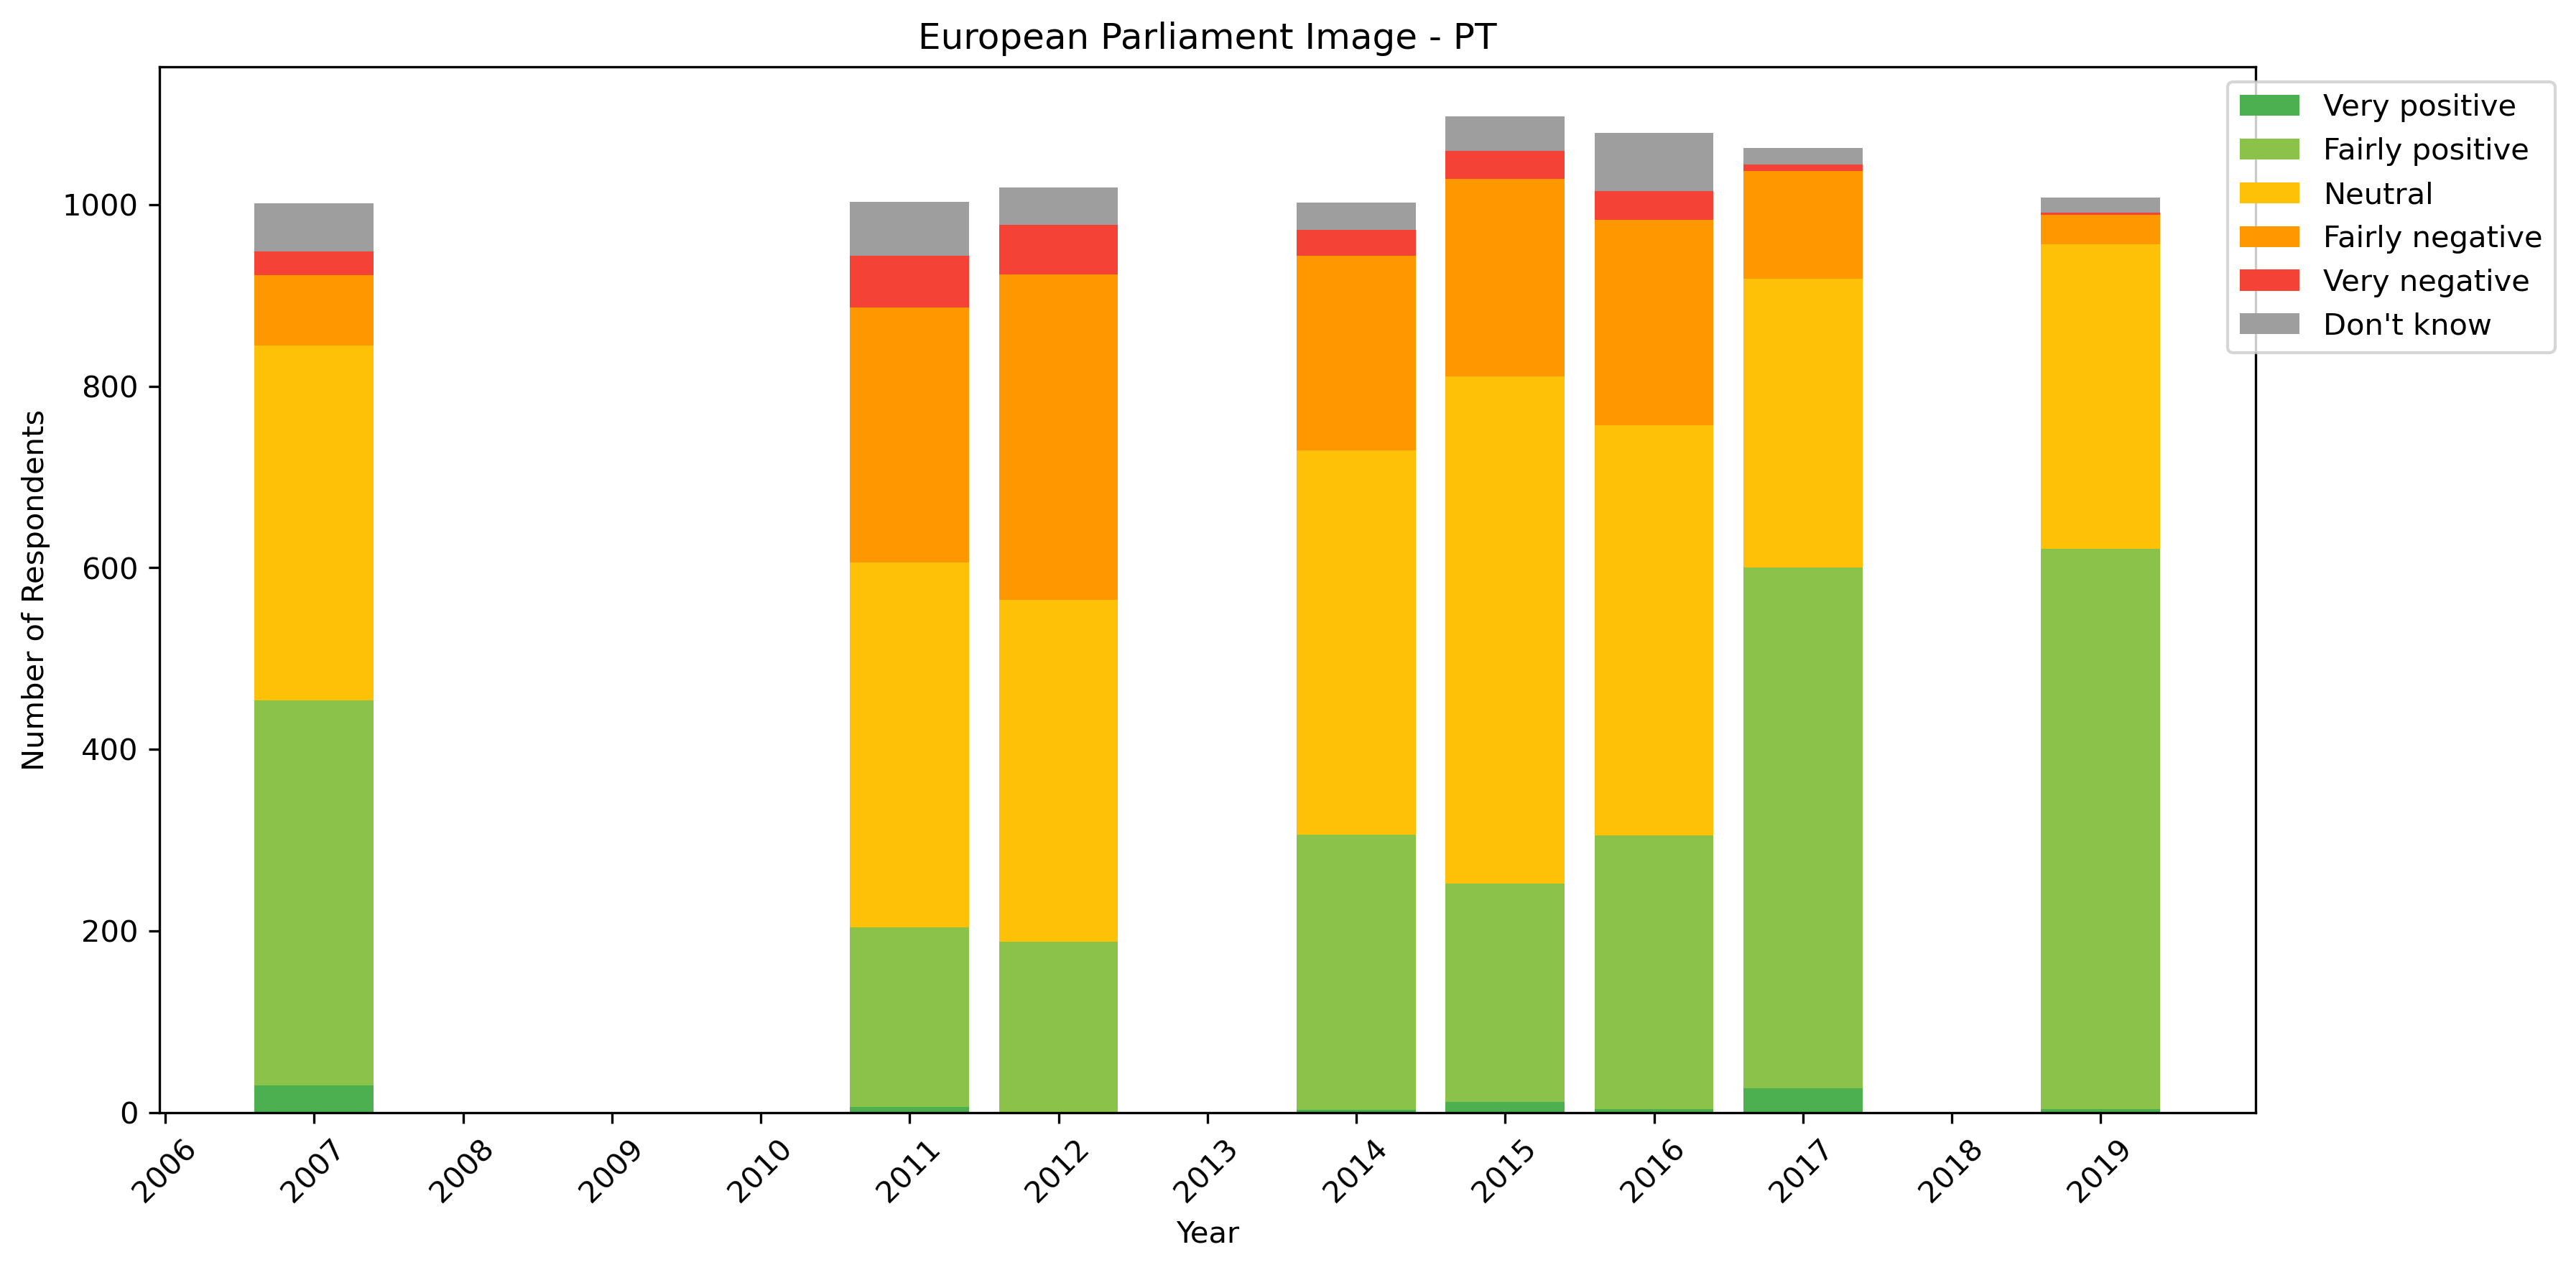 European Parliament Image - PT
Very positive
Fairly positive
Neutral
Fairly negative
Very negative
Don't know
Number of Respondents
1000
800
600
400
200
0
2006
2007
2008
2009
2010
2011
2012
2013
2014
2015
2016
2017
2018
2019
Year